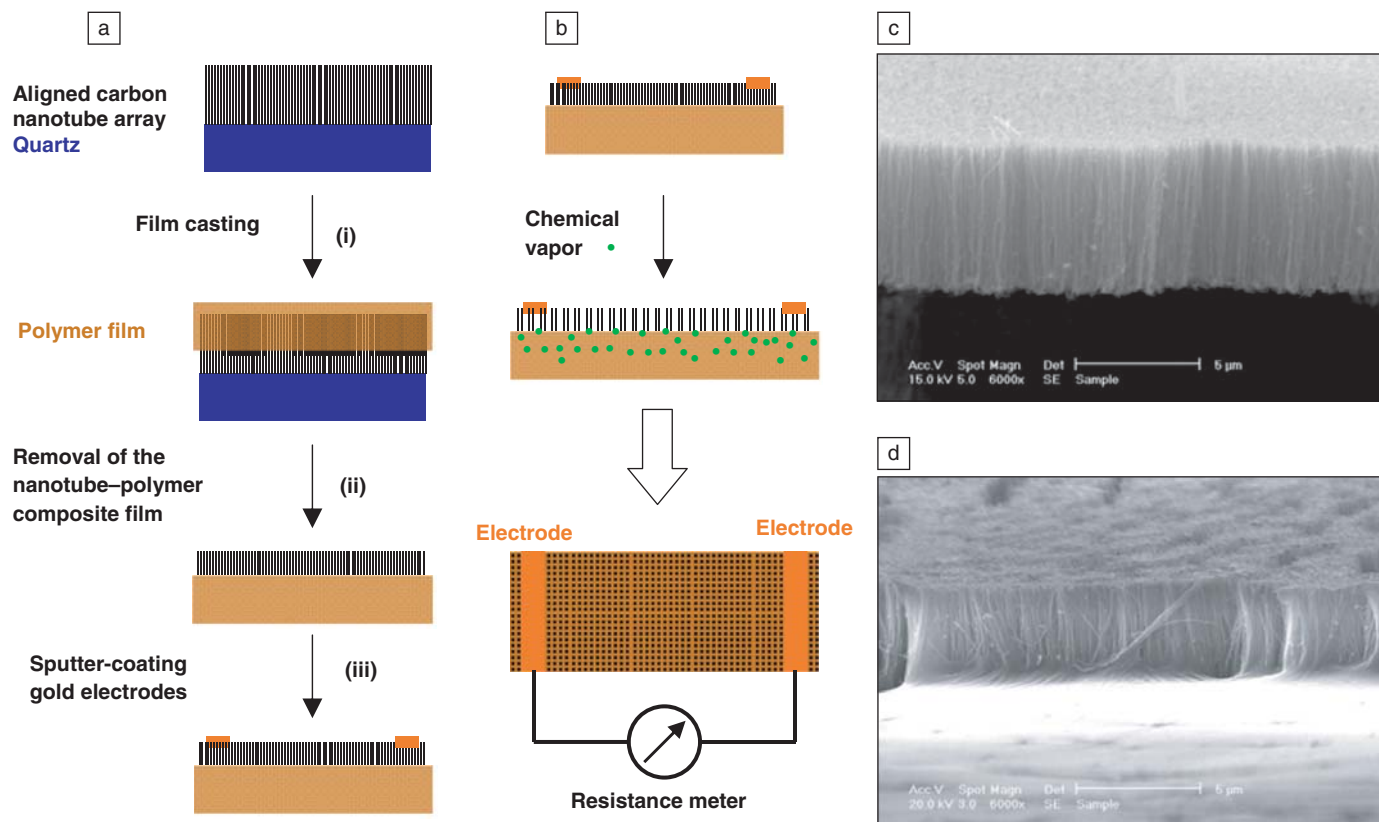 a
Aligned carbon
nanotube array
Quartz
Film casting
(i)
Polymer film
Removal of the
nanotube–polymer
composite film
(ii)
Sputter-coating
gold electrodes
(iii)
b
Chemical
vapor
Electrode
Electrode
Resistance meter
c
Acc.V Spot Magn Det 5 µm
15.0 kV 5.0 6000x SE Sample
d
Acc.V Spot Magn Det 5 µm
20.0 kV 3.0 6000x SE Sample